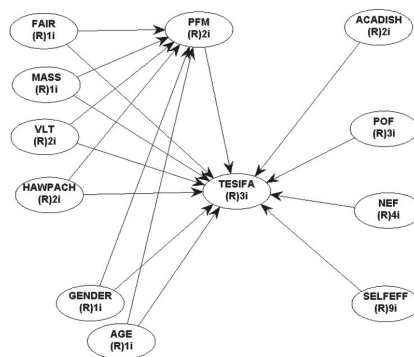 FAIR
(R)1i
PFM
(R)2i
ACADISH
(R)2i
MASS
(R)1i
VLT
(R)2i
POF
(R)3i
HAWPACH
(R)2i
TESIFA
(R)3i
NEF
(R)4i
GENDER
(R)1i
SELFEFF
(R)9i
AGE
(R)1i